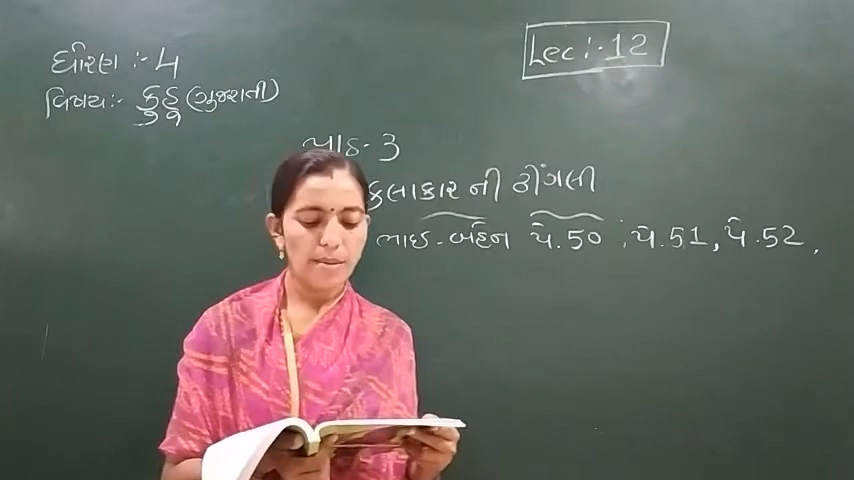 Lec :- 12
ધોરણ :- 4
વિષય:- કુહૂ (ગુજરાતી)
પાઠ- 3
કલાકાર ની ઢીંગલી
ભાઇ-બહેન પે.50 , પે.51, પે.52,